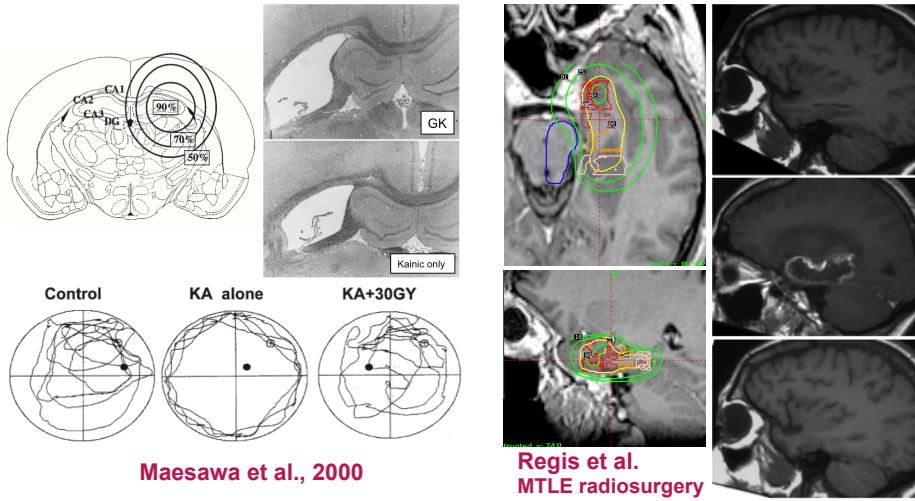 CA1
CA2
CA3
DG
90%
70%
50%
GK
Kainic only
Control
KA alone
KA+30GY
Maesawa et al., 2000
Regis et al.
MTLE radiosurgery